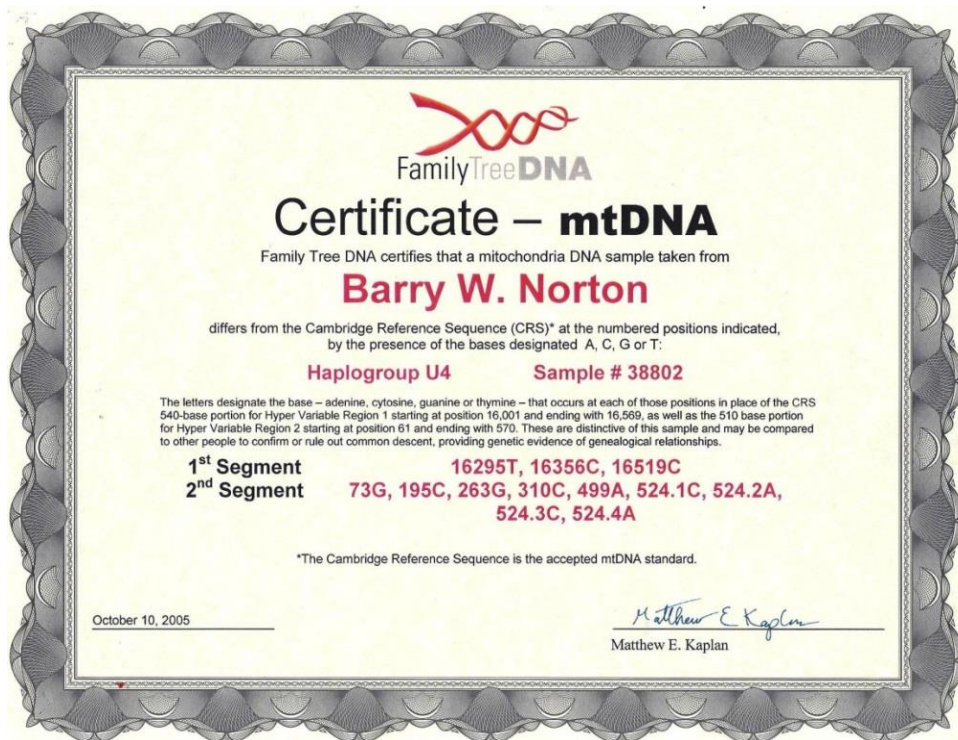 FamilyTreeDNA
Certificate – mtDNA
Family Tree DNA certifies that a mitochondria DNA sample taken from
Barry W. Norton
differs from the Cambridge Reference Sequence (CRS)* at the numbered positions indicated,
by the presence of the bases designated A, C, G or T:
Haplogroup U4 Sample # 38802
The letters designate the base – adenine, cytosine, guanine or thymine – that occurs at each of those positions in place of the CRS
540-base portion for Hyper Variable Region 1 starting at position 16,001 and ending with 16,569, as well as the 510 base portion
for Hyper Variable Region 2 starting at position 61 and ending with 570. These are distinctive of this sample and may be compared
to other people to confirm or rule out common descent, providing genetic evidence of genealogical relationships.
1st Segment 16295T, 16356C, 16519C
2nd Segment 73G, 195C, 263G, 310C, 499A, 524.1C, 524.2A,
524.3C, 524.4A
*The Cambridge Reference Sequence is the accepted mtDNA standard.
Matthew E Kaplan
October 10, 2005
Matthew E. Kaplan